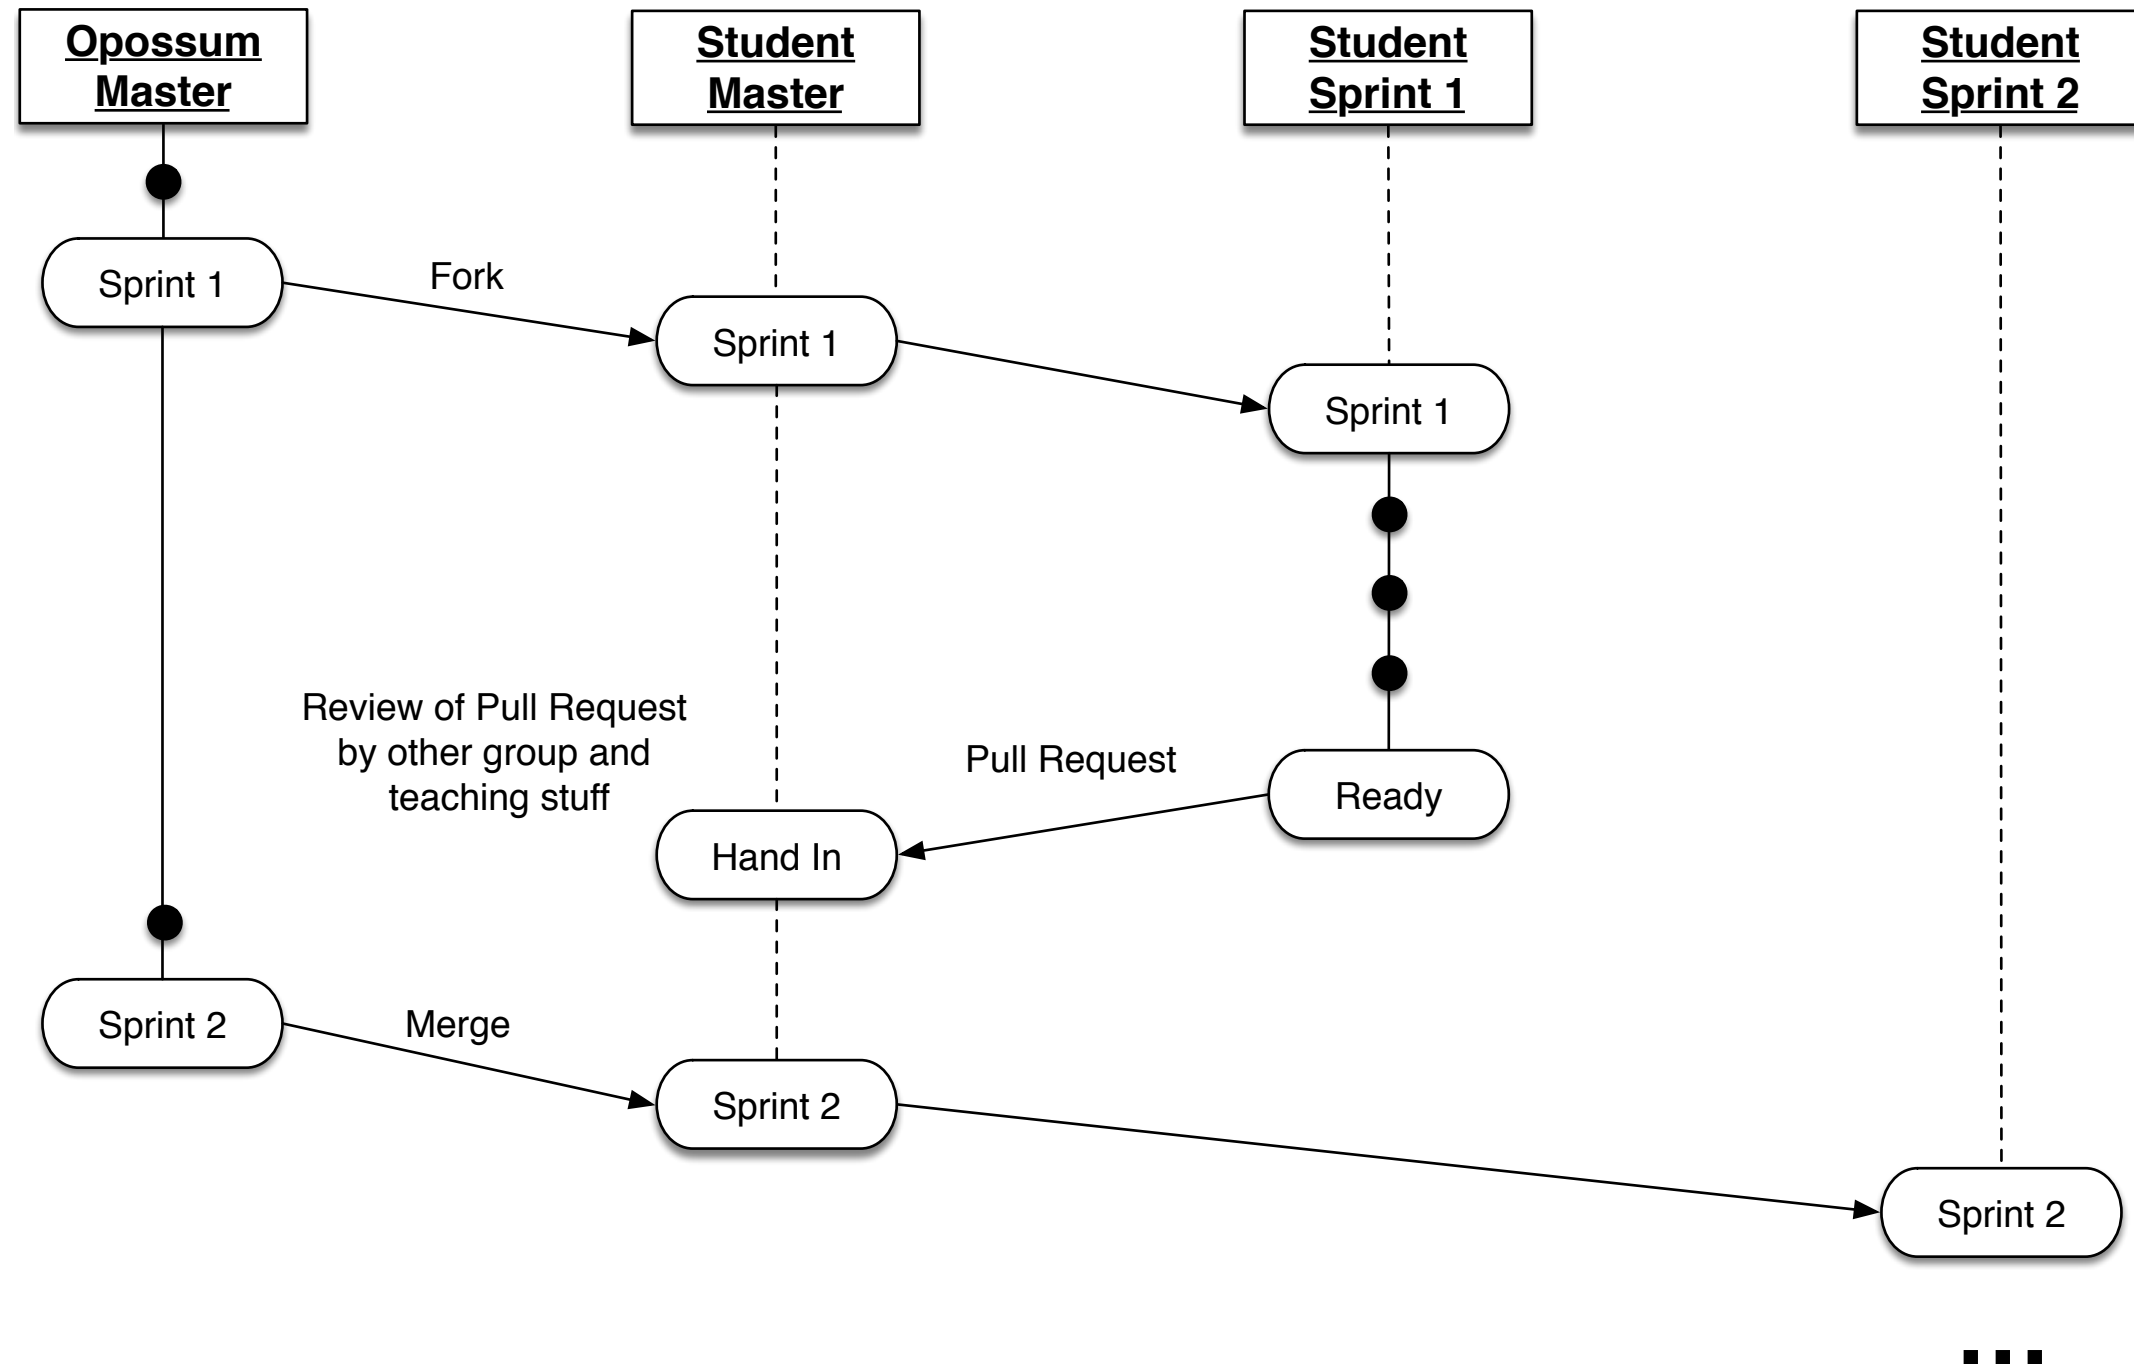 Opossum
Master
Student
Master
Student
Sprint 1
Student
Sprint 2
Sprint 1
Fork
Sprint 1
Sprint 1
Review of Pull Request
by other group and
teaching stuff
Pull Request
Ready
Hand In
Sprint 2
Merge
Sprint 2
Sprint 2
...